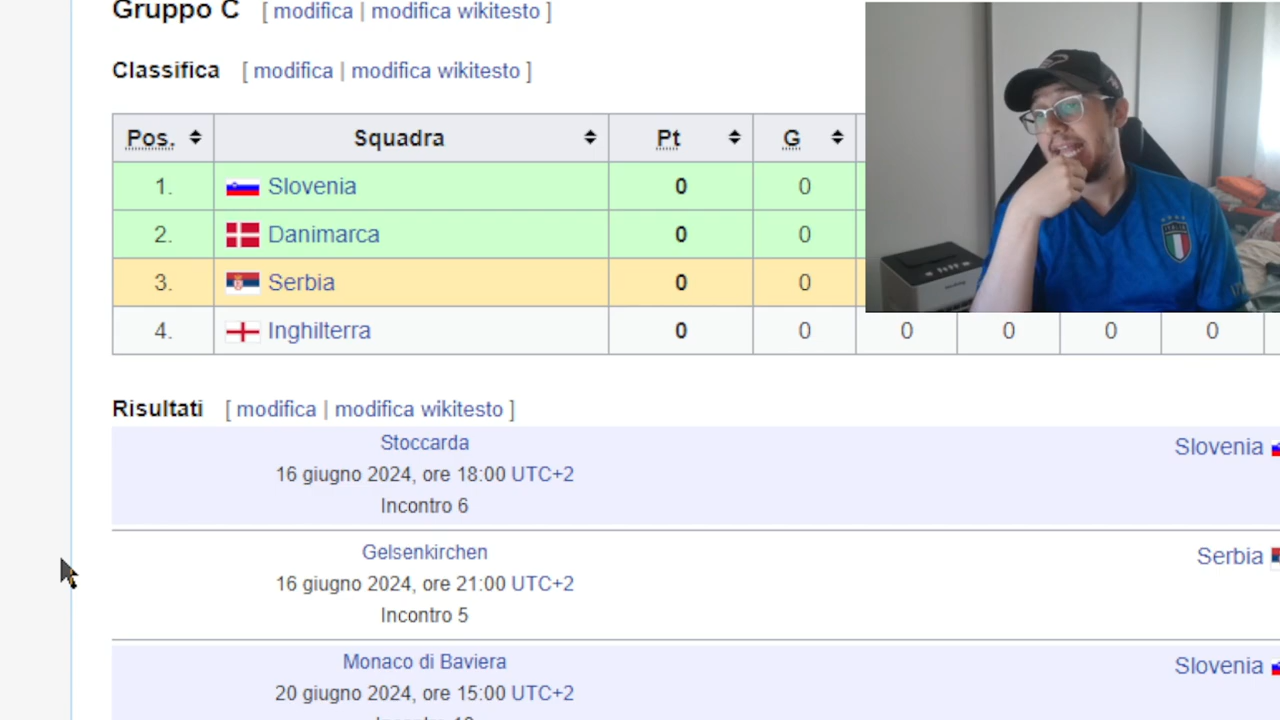 Gruppo C [ modifica | modifica wikitesto ]
Classifica [ modifica | modifica wikitesto ]
Pos. Squadra Pt G
1. Slovenia 0 0
2. Danimarca 0 0
3. Serbia 0 0
4. Inghilterra 0 0 0 0 0 0
Risultati [ modifica | modifica wikitesto ]
Stoccarda
16 giugno 2024, ore 18:00 UTC+2
Incontro 6
Slovenia
Gelsenkirchen
16 giugno 2024, ore 21:00 UTC+2
Incontro 5
Serbia
Monaco di Baviera
20 giugno 2024, ore 15:00 UTC+2
Slovenia
ITALIA